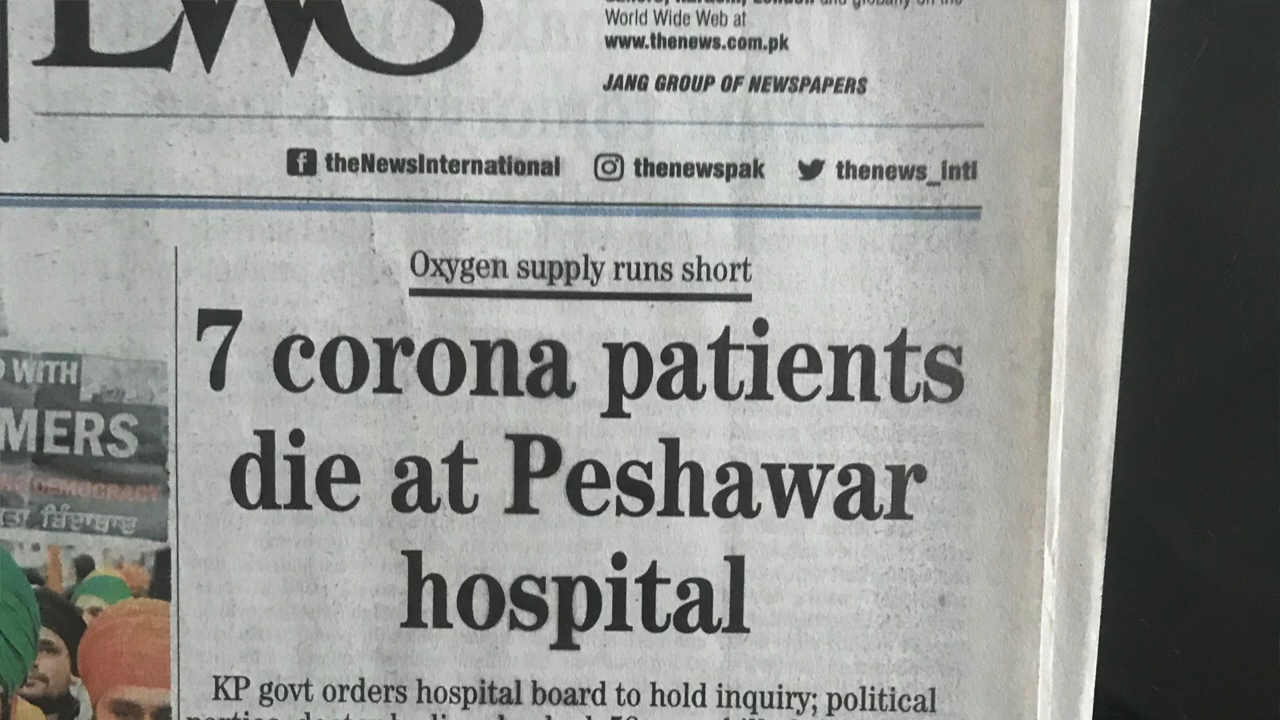 EWS
World Wide Web at
www.thenews.com.pk
JANG GROUP OF NEWSPAPERS
theNewsInternational thenewspak thenews_intl
Oxygen supply runs short
7 corona patients
die at Peshawar
hospital
KP govt orders hospital board to hold inquiry; political
WITH
MERS
ਜ਼ਿੰਦਾਬਾਦ